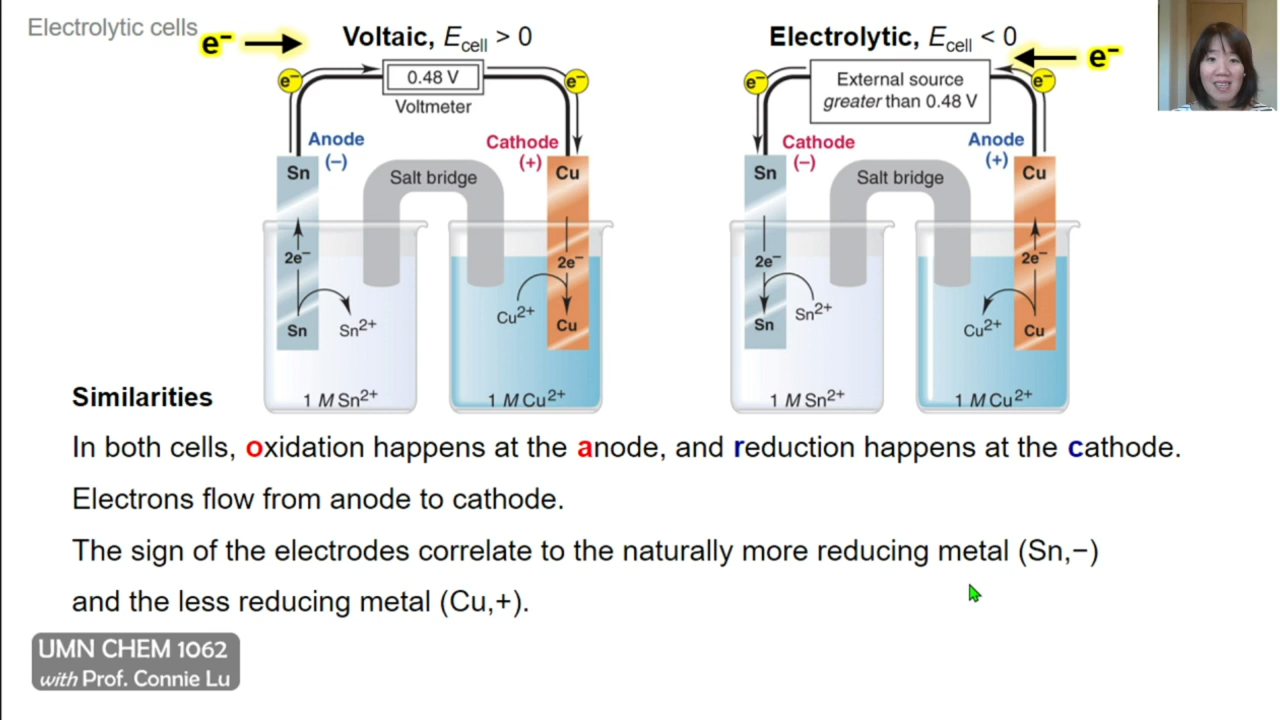 Electrolytic cells
e⁻
Voltaic, Ecell > 0
e⁻
0.48 V
e⁻
Voltmeter
Anode
(−)
Cathode
(+)
Sn
Salt bridge
Cu
2e⁻
2e⁻
Sn
Sn²⁺
Cu²⁺
Cu
1 M Sn²⁺
1 M Cu²⁺
Electrolytic, Ecell < 0
e⁻
e⁻
External source
greater than 0.48 V
e⁻
Cathode
(−)
Anode
(+)
Sn
Salt bridge
Cu
2e⁻
2e⁻
Sn
Sn²⁺
Cu²⁺
Cu
1 M Sn²⁺
1 M Cu²⁺
Similarities
In both cells, oxidation happens at the anode, and reduction happens at the cathode.
Electrons flow from anode to cathode.
The sign of the electrodes correlate to the naturally more reducing metal (Sn,−)
and the less reducing metal (Cu,+).
UMN CHEM 1062
with Prof. Connie Lu